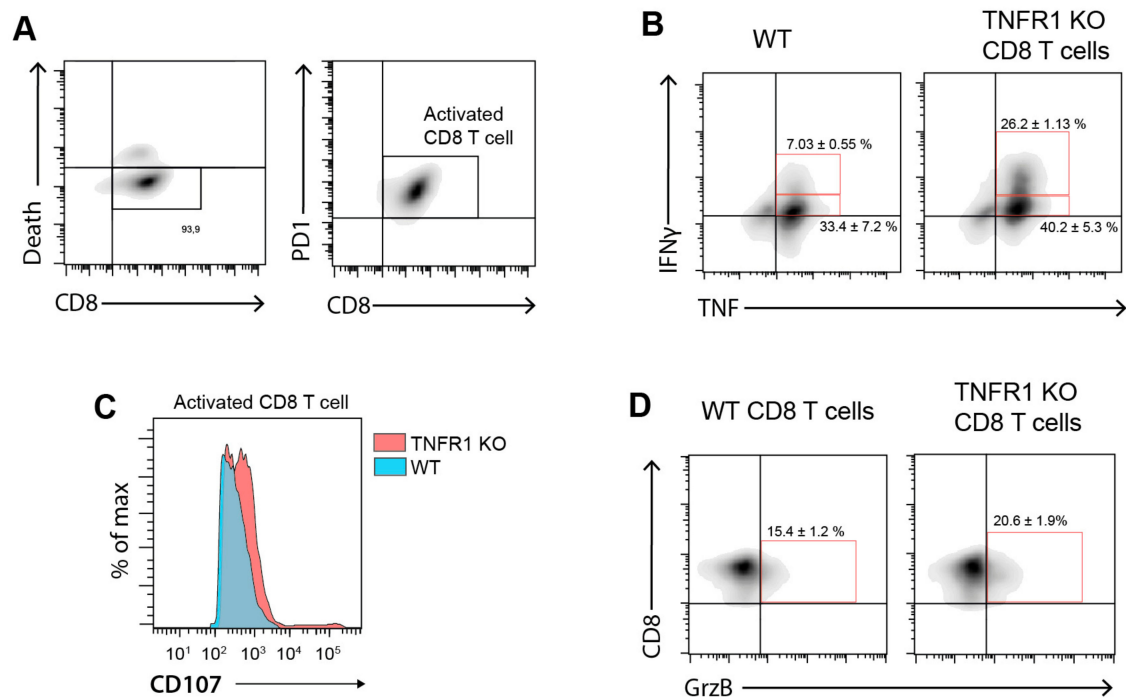 A
Death
CD8
93,9
PD1
CD8
Activated
CD8 T cell
B
WT
TNFR1 KO
CD8 T cells
IFNγ
TNF
7.03 ± 0.55 %
33.4 ± 7.2 %
26.2 ± 1.13 %
40.2 ± 5.3 %
C
Activated CD8 T cell
% of max
10¹ 10² 10³ 10⁴ 10⁵
CD107
TNFR1 KO
WT
D
WT CD8 T cells
TNFR1 KO
CD8 T cells
CD8
GrzB
15.4 ± 1.2 %
20.6 ± 1.9%